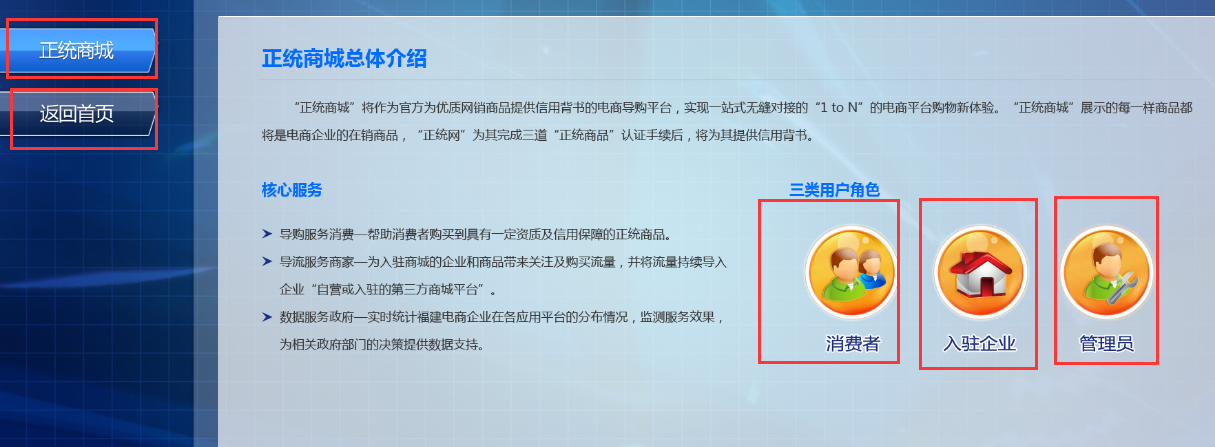 正统商城
返回首页
正统商城总体介绍
“正统商城”将作为官方为优质网销商品提供信用背书的电商导购平台，实现一站式无缝对接的“1 to N”的电商平台购物新体验。“正统商城”展示的每一样商品都
将是电商企业的在销商品，“正统网”为其完成三道“正统商品”认证手续后，将为其提供信用背书。
核心服务
导购服务消费—帮助消费者购买到具有一定资质及信用保障的正统商品。
导流服务商家—为入驻商城的企业和商品带来关注及购买流量，并将流量持续导入
企业“自营或入驻的第三方商城平台”。
数据服务政府—实时统计福建电商企业在各应用平台的分布情况，监测服务效果，
为相关政府部门的决策提供数据支持。
三类用户角色
消费者
入驻企业
管理员